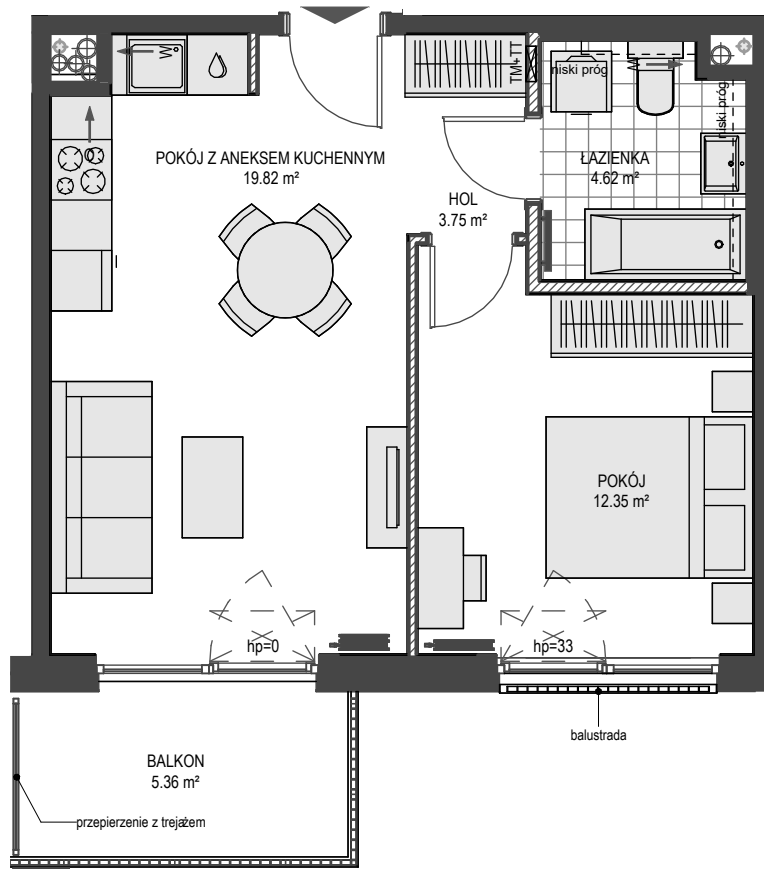 TM+TT
niski próg
niski próg
POKÓJ Z ANEKSEM KUCHENNYM
19.82 m²
ŁAZIENKA
4.62 m²
HOL
3.75 m²
POKÓJ
12.35 m²
hp=0
hp=33
balustrada
BALKON
5.36 m²
przepierzenie z trejażem